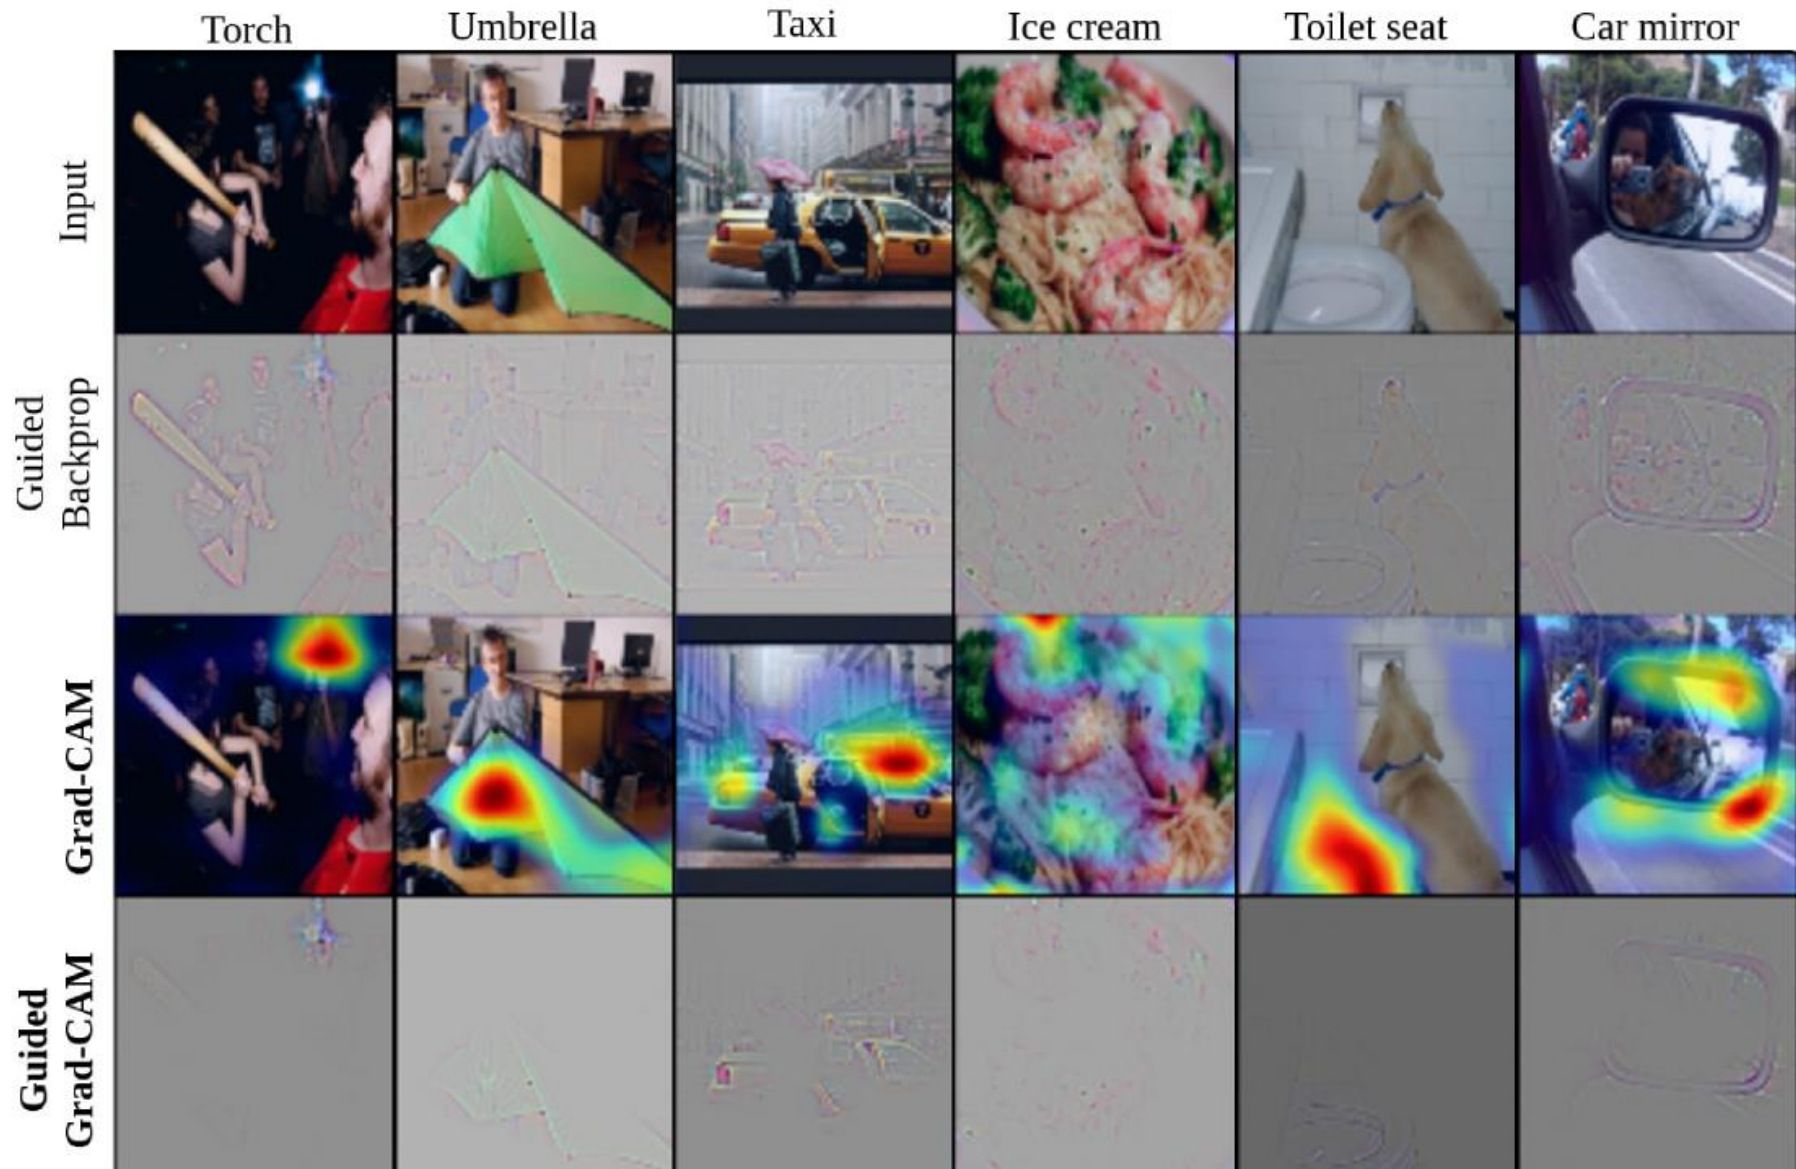 Torch Umbrella Taxi Ice cream Toilet seat Car mirror
Input
Guided
Backprop
Grad-CAM
Guided
Grad-CAM